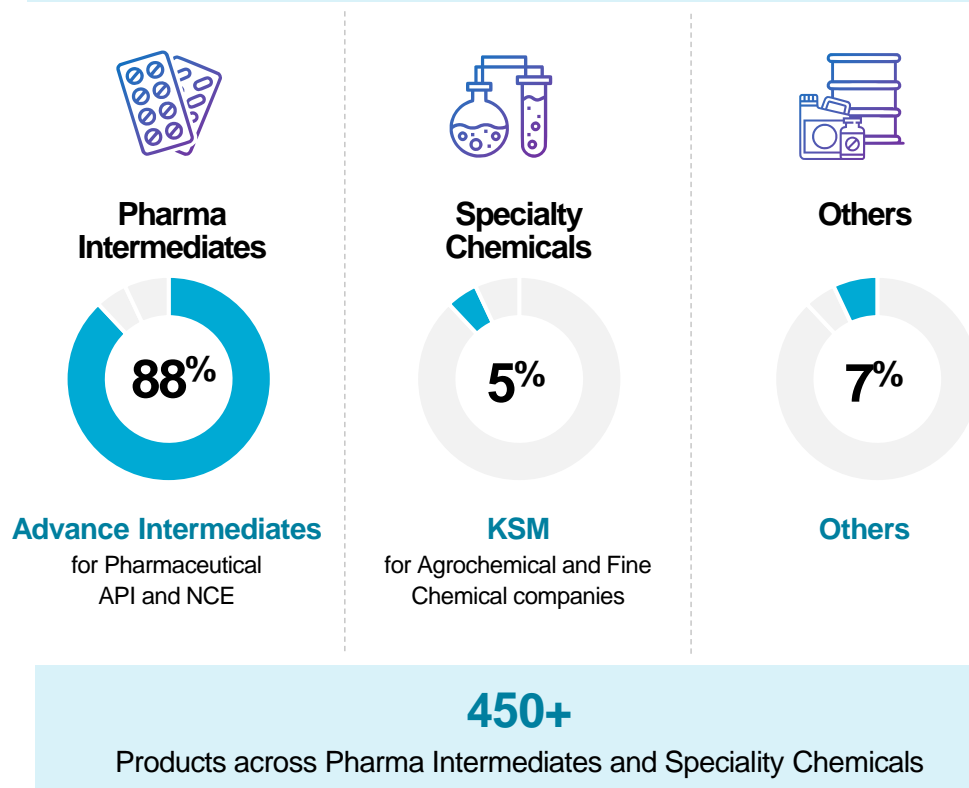 Pharma
Intermediates
88%
Advance Intermediates
for Pharmaceutical
API and NCE
Specialty
Chemicals
5%
KSM
for Agrochemical and Fine
Chemical companies
Others
7%
Others
450+
Products across Pharma Intermediates and Speciality Chemicals